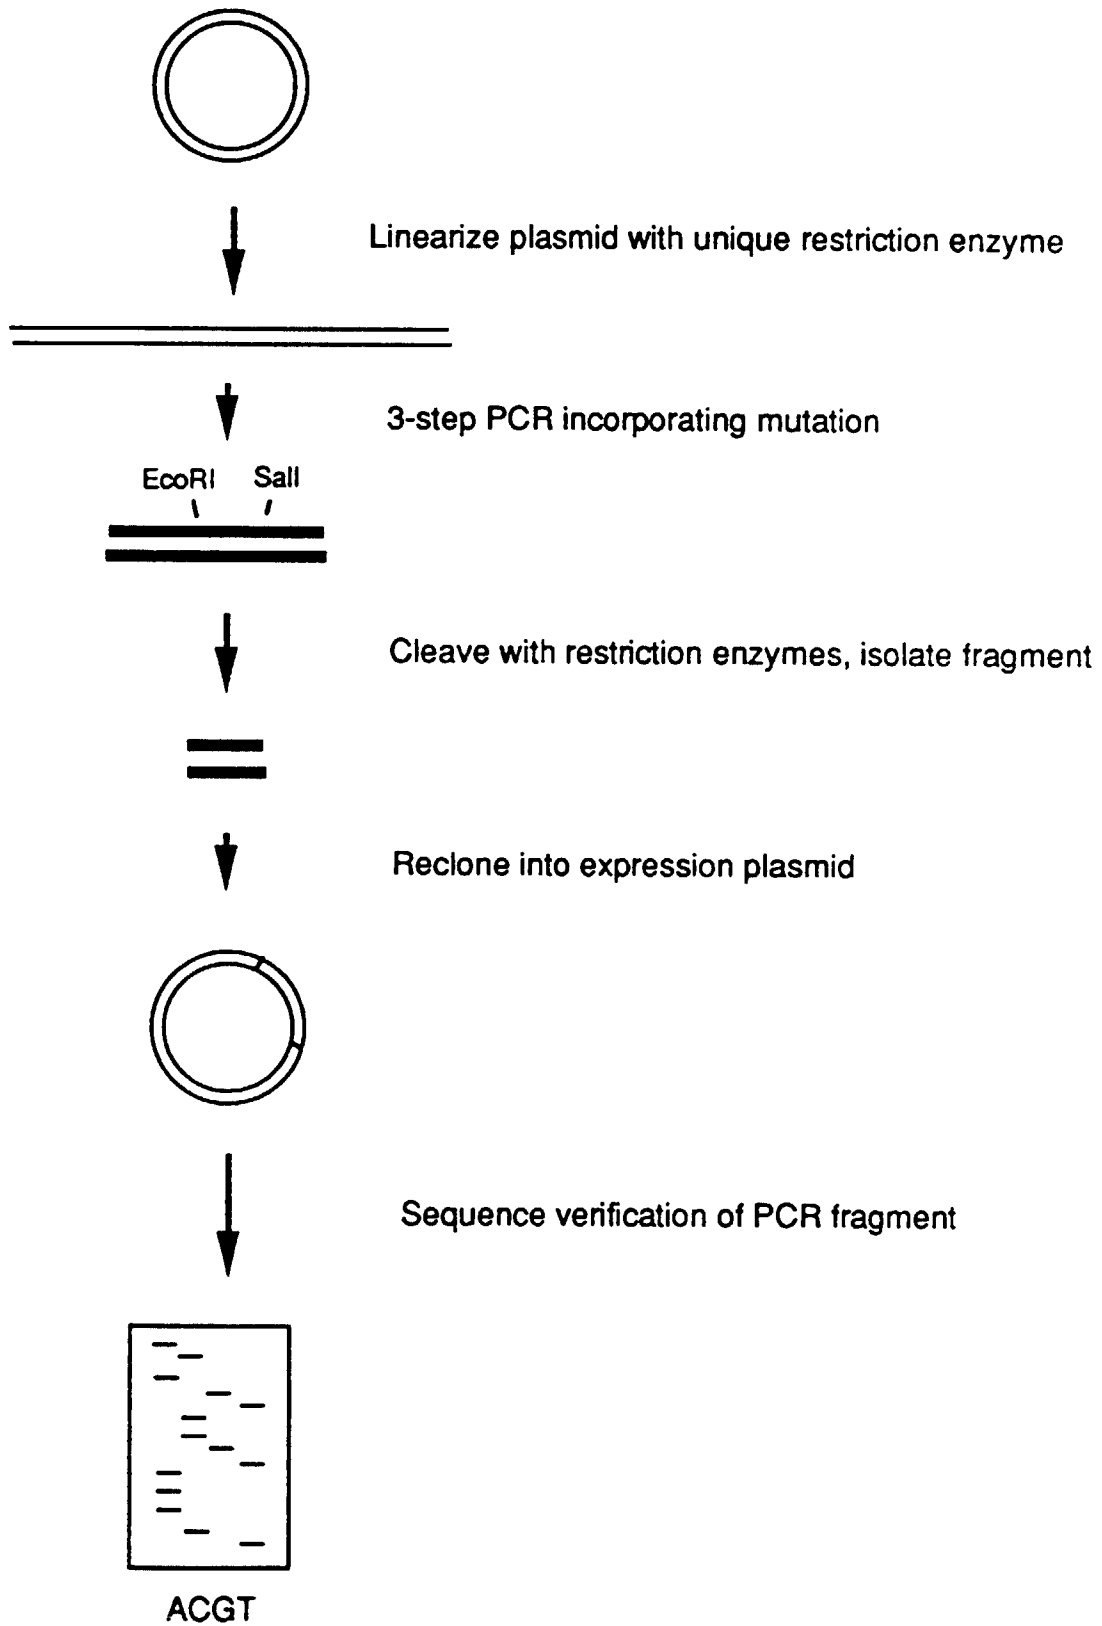 Linearize plasmid with unique restriction enzyme
3-step PCR incorporating mutation
EcoRI SalI
Cleave with restriction enzymes, isolate fragment
Reclone into expression plasmid
Sequence verification of PCR fragment
ACGT